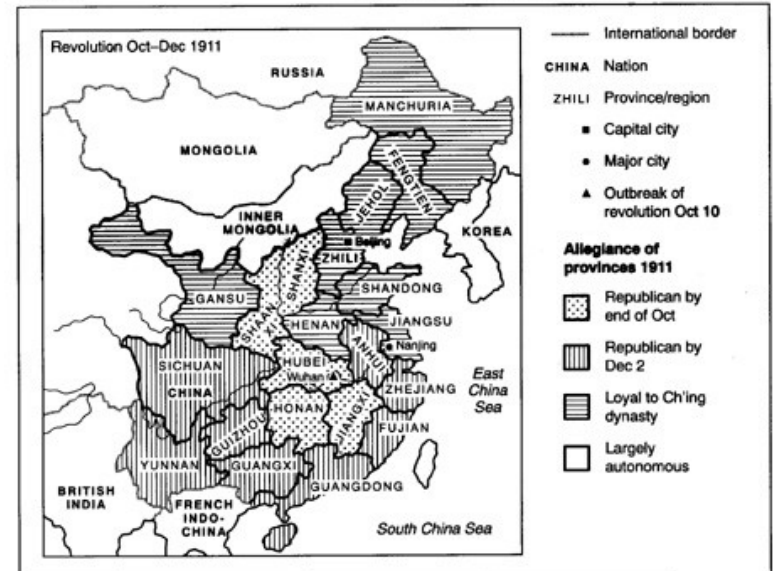 Revolution Oct–Dec 1911
RUSSIA
MANCHURIA
MONGOLIA
FENGTIEN
JEHOL
INNER
MONGOLIA
KOREA
Beijing
ZHILI
SHANXI
GANSU
SHANDONG
SHAAN
XI
HENAN
JIANGSU
ANHUI
Nanjing
SICHUAN
HUBEI
Wuhan
CHINA
ZHEJIANG
East
China
Sea
HONAN
JIANGXI
GUIZHOU
FUJIAN
YUNNAN
GUANGXI
GUANGDONG
BRITISH
INDIA
FRENCH
INDO-
CHINA
South China Sea
International border
CHINA Nation
ZHILI Province/region
Capital city
Major city
Outbreak of
revolution Oct 10
Allegiance of
provinces 1911
Republican by
end of Oct
Republican by
Dec 2
Loyal to Ch'ing
dynasty
Largely
autonomous